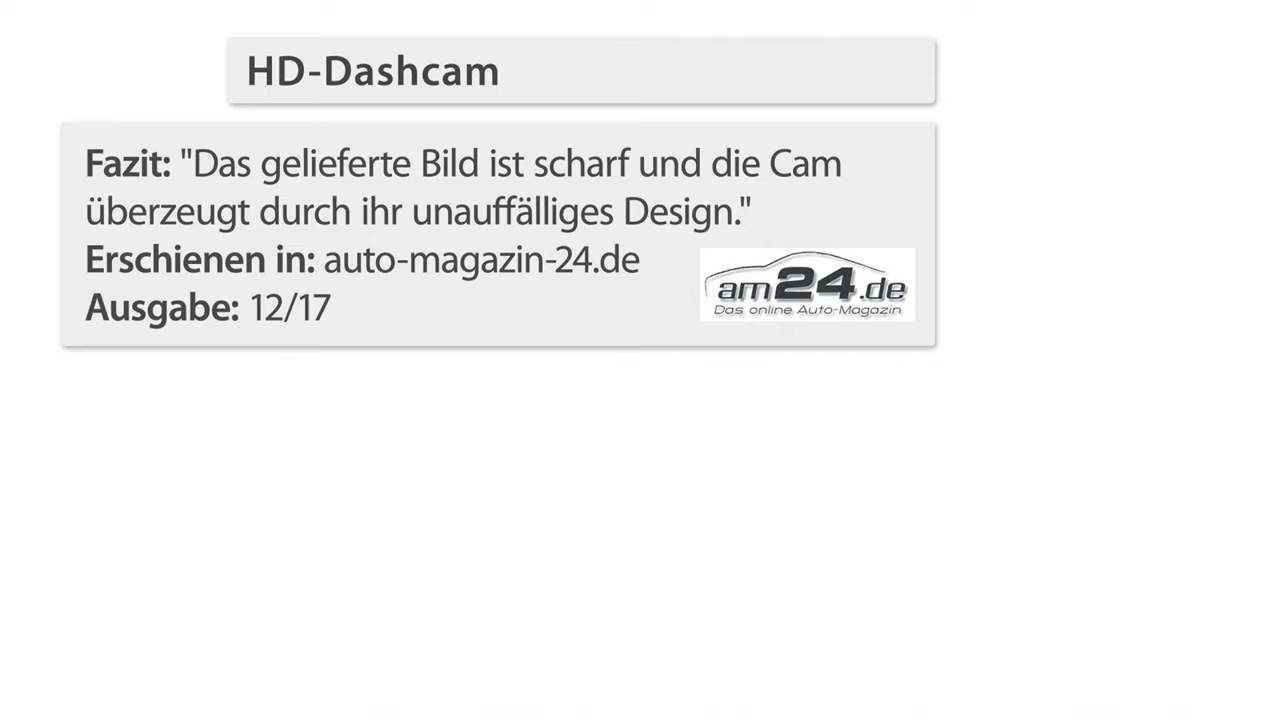 HD-Dashcam
Fazit: "Das gelieferte Bild ist scharf und die Cam
überzeugt durch ihr unauffälliges Design."
Erschienen in: auto-magazin-24.de
Ausgabe: 12/17
am24.de
Das online Auto-Magazin